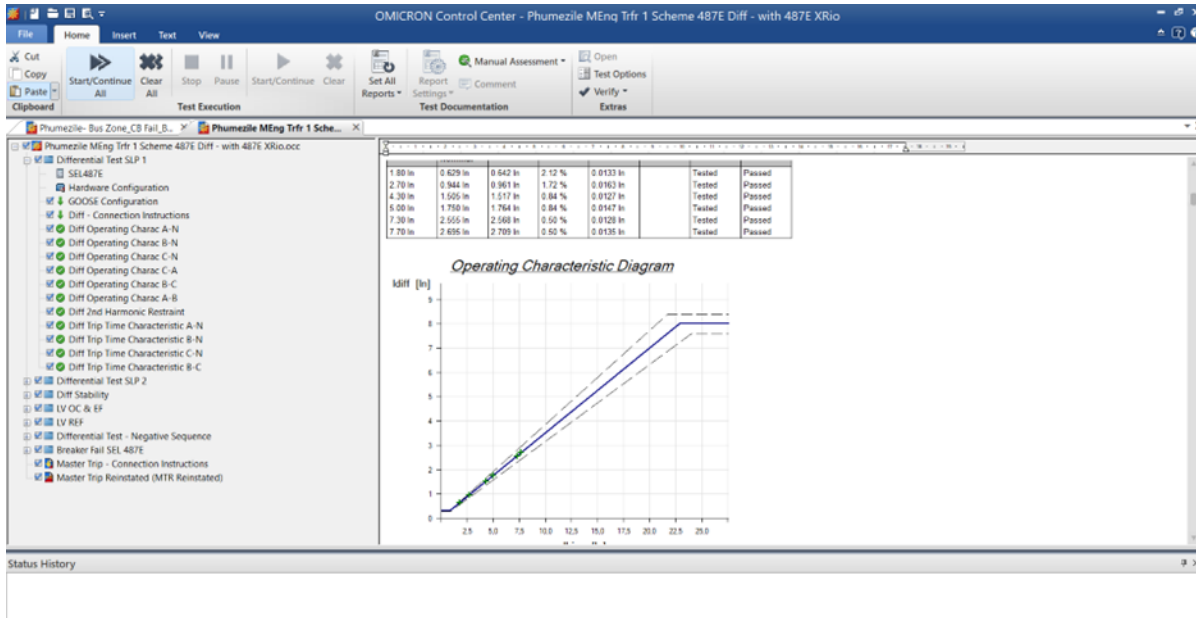 OMICRON Control Center - Phumezile MEng Trfr 1 Scheme 487E Diff - with 487E XRio
File Home Insert Text View
Cut
Copy
Paste
Clipboard
Start/Continue All
Clear All
Stop
Pause
Start/Continue
Clear
Test Execution
Set All Reports
Report Settings
Manual Assessment
Comment
Test Documentation
Open
Test Options
Verify
Extras
Phumezile- Bus Zone_CB Fail_B...
Phumezile MEng Trfr 1 Sche...
Phumezile MEng Trfr 1 Scheme 487E Diff - with 487E XRio.occ
Differential Test SLP 1
SEL487E
Hardware Configuration
GOOSE Configuration
Diff - Connection Instructions
Diff Operating Charac A-N
Diff Operating Charac B-N
Diff Operating Charac C-N
Diff Operating Charac C-A
Diff Operating Charac B-C
Diff Operating Charac A-B
Diff 2nd Harmonic Restraint
Diff Trip Time Characteristic A-N
Diff Trip Time Characteristic B-N
Diff Trip Time Characteristic C-N
Diff Trip Time Characteristic B-C
Differential Test SLP 2
Diff Stability
LV OC & EF
LV REF
Differential Test - Negative Sequence
Breaker Fail SEL 487E
Master Trip - Connection Instructions
Master Trip Reinstated (MTR Reinstated)
1.80 In 0.629 In 0.642 In 2.12 % 0.0133 In Tested Passed
2.70 In 0.944 In 0.961 In 1.72 % 0.0163 In Tested Passed
4.30 In 1.505 In 1.517 In 0.84 % 0.0127 In Tested Passed
5.00 In 1.750 In 1.764 In 0.84 % 0.0147 In Tested Passed
7.30 In 2.555 In 2.568 In 0.50 % 0.0128 In Tested Passed
7.70 In 2.695 In 2.709 In 0.50 % 0.0135 In Tested Passed
Operating Characteristic Diagram
Idiff [In]
9
8
7
6
5
4
3
2
1
0
2.5 5.0 7.5 10.0 12.5 15.0 17.5 20.0 22.5 25.0
Status History